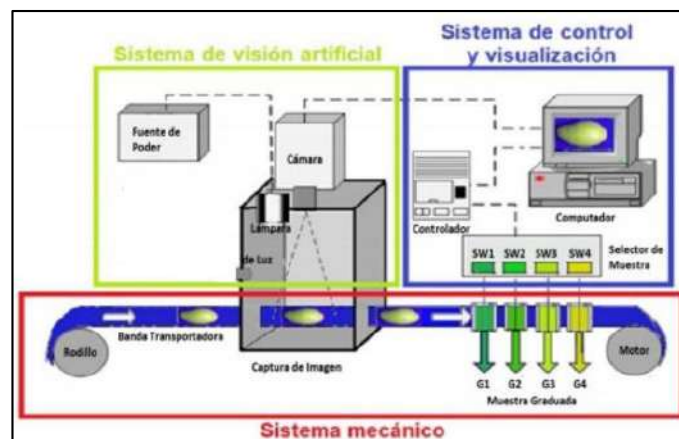 Sistema de visión artificial
Sistema de control
y visualización
Fuente de
Poder
Cámara
Lámpara
de Luz
Controlador
Computador
SW1 SW2 SW3 SW4
Selector de
Muestra
Rodillo
Banda Transportadora
Captura de Imagen
G1 G2 G3 G4
Muestra Graduada
Motor
Sistema mecánico